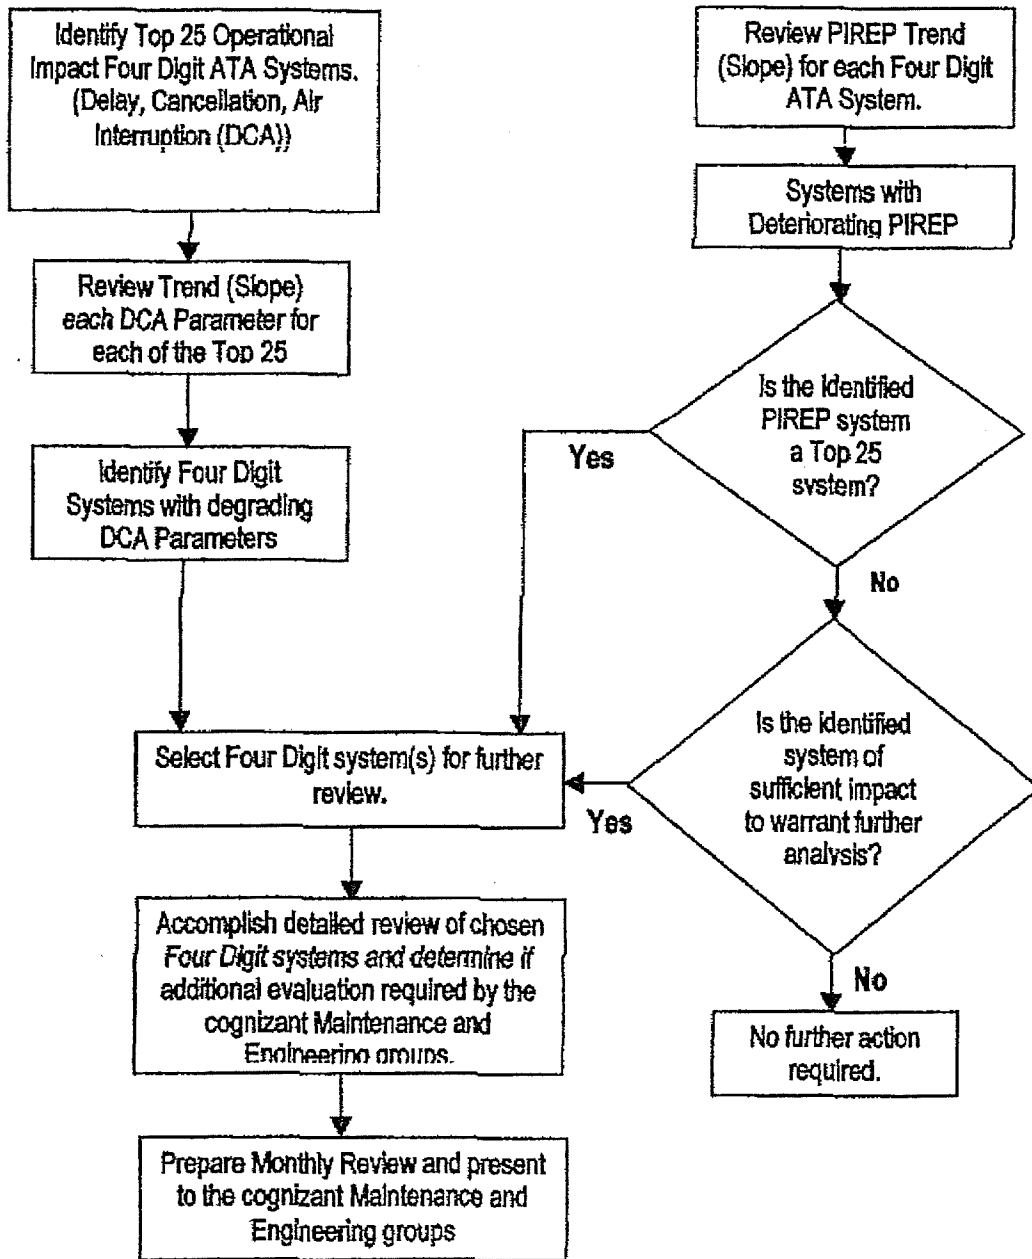 Identify Top 25 Operational
Impact Four Digit ATA Systems.
(Delay, Cancellation, Air
Interruption (DCA))
Review Trend (Slope)
each DCA Parameter for
each of the Top 25
Identify Four Digit
Systems with degrading
DCA Parameters
Review PIREP Trend
(Slope) for each Four Digit
ATA System.
Systems with
Deteriorating PIREP
Is the identified
PIREP system
a Top 25
system?
Yes
No
Is the identified
system of
sufficient impact
to warrant further
analysis?
Yes
No
No further action
required.
Select Four Digit system(s) for further
review.
Accomplish detailed review of chosen
Four Digit systems and determine if
additional evaluation required by the
cognizant Maintenance and
Engineering groups.
Prepare Monthly Review and present
to the cognizant Maintenance and
Engineering groups